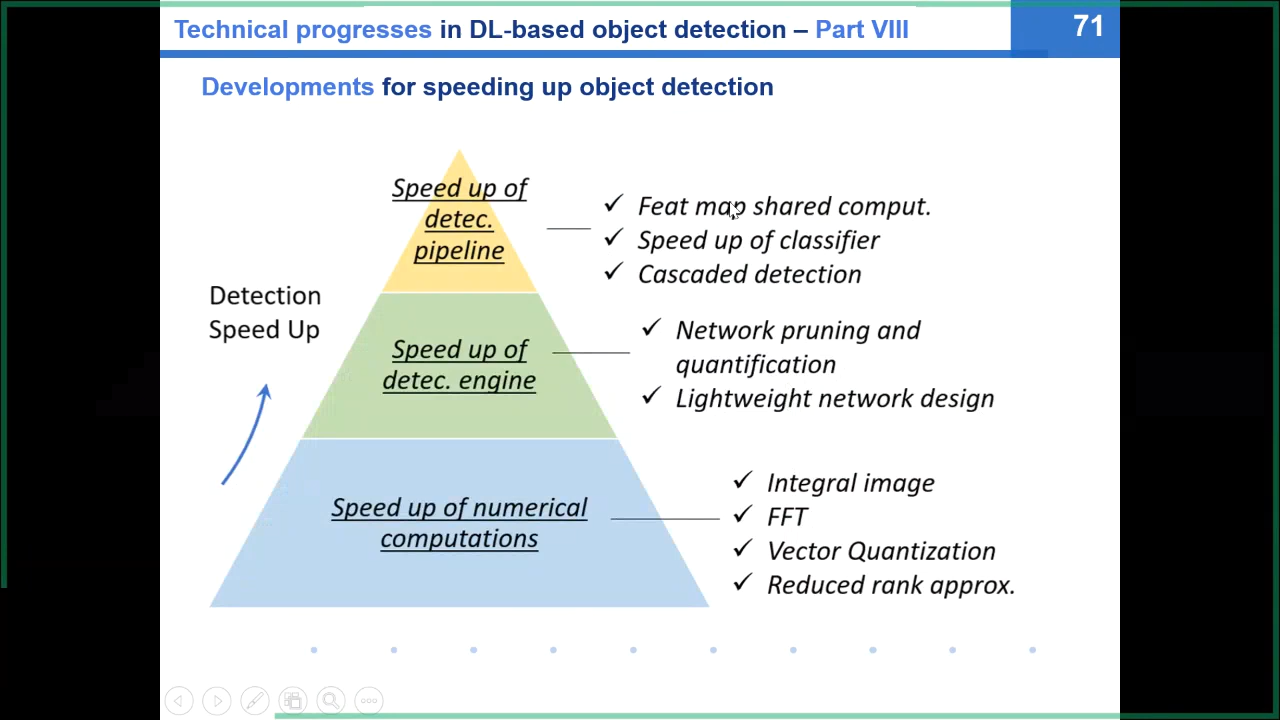 Technical progresses in DL-based object detection – Part VIII
71
Developments for speeding up object detection
Speed up of
detec.
pipeline
✓ Feat map shared comput.
✓ Speed up of classifier
✓ Cascaded detection
Detection
Speed Up
Speed up of
detec. engine
✓ Network pruning and
quantification
✓ Lightweight network design
Speed up of numerical
computations
✓ Integral image
✓ FFT
✓ Vector Quantization
✓ Reduced rank approx.